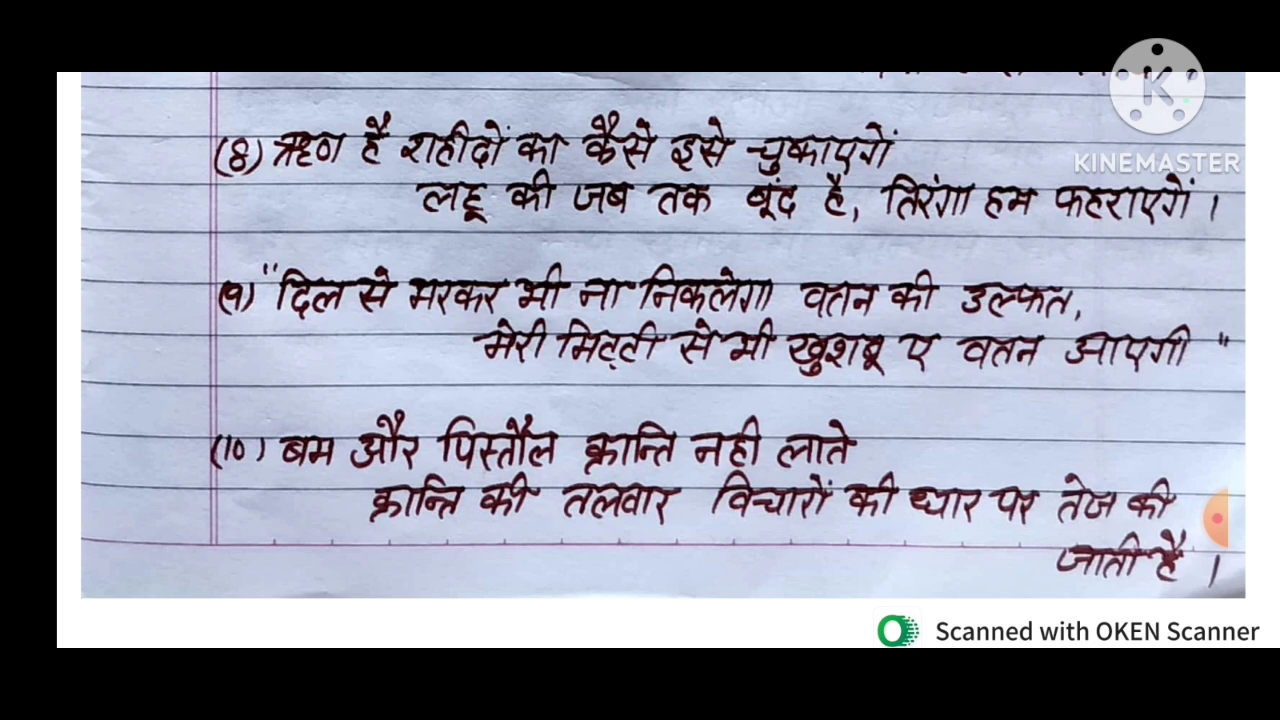 KINEMASTER
(8) ऋण है शहीदों का कैसे इसे चुकाएगें
लहू की जब तक बूंद है, तिरंगा हम फहराएगें ।
(9) "दिल से मरकर भी ना निकलेगा वतन की उल्फत,
मेरी मिट्टी से भी खुशबू ए वतन आएगी"
(10) बम और पिस्तौल क्रान्ति नही लाते
क्रान्ति की तलवार विचारों की धार पर तेज की
जाती है ।
Scanned with OKEN Scanner